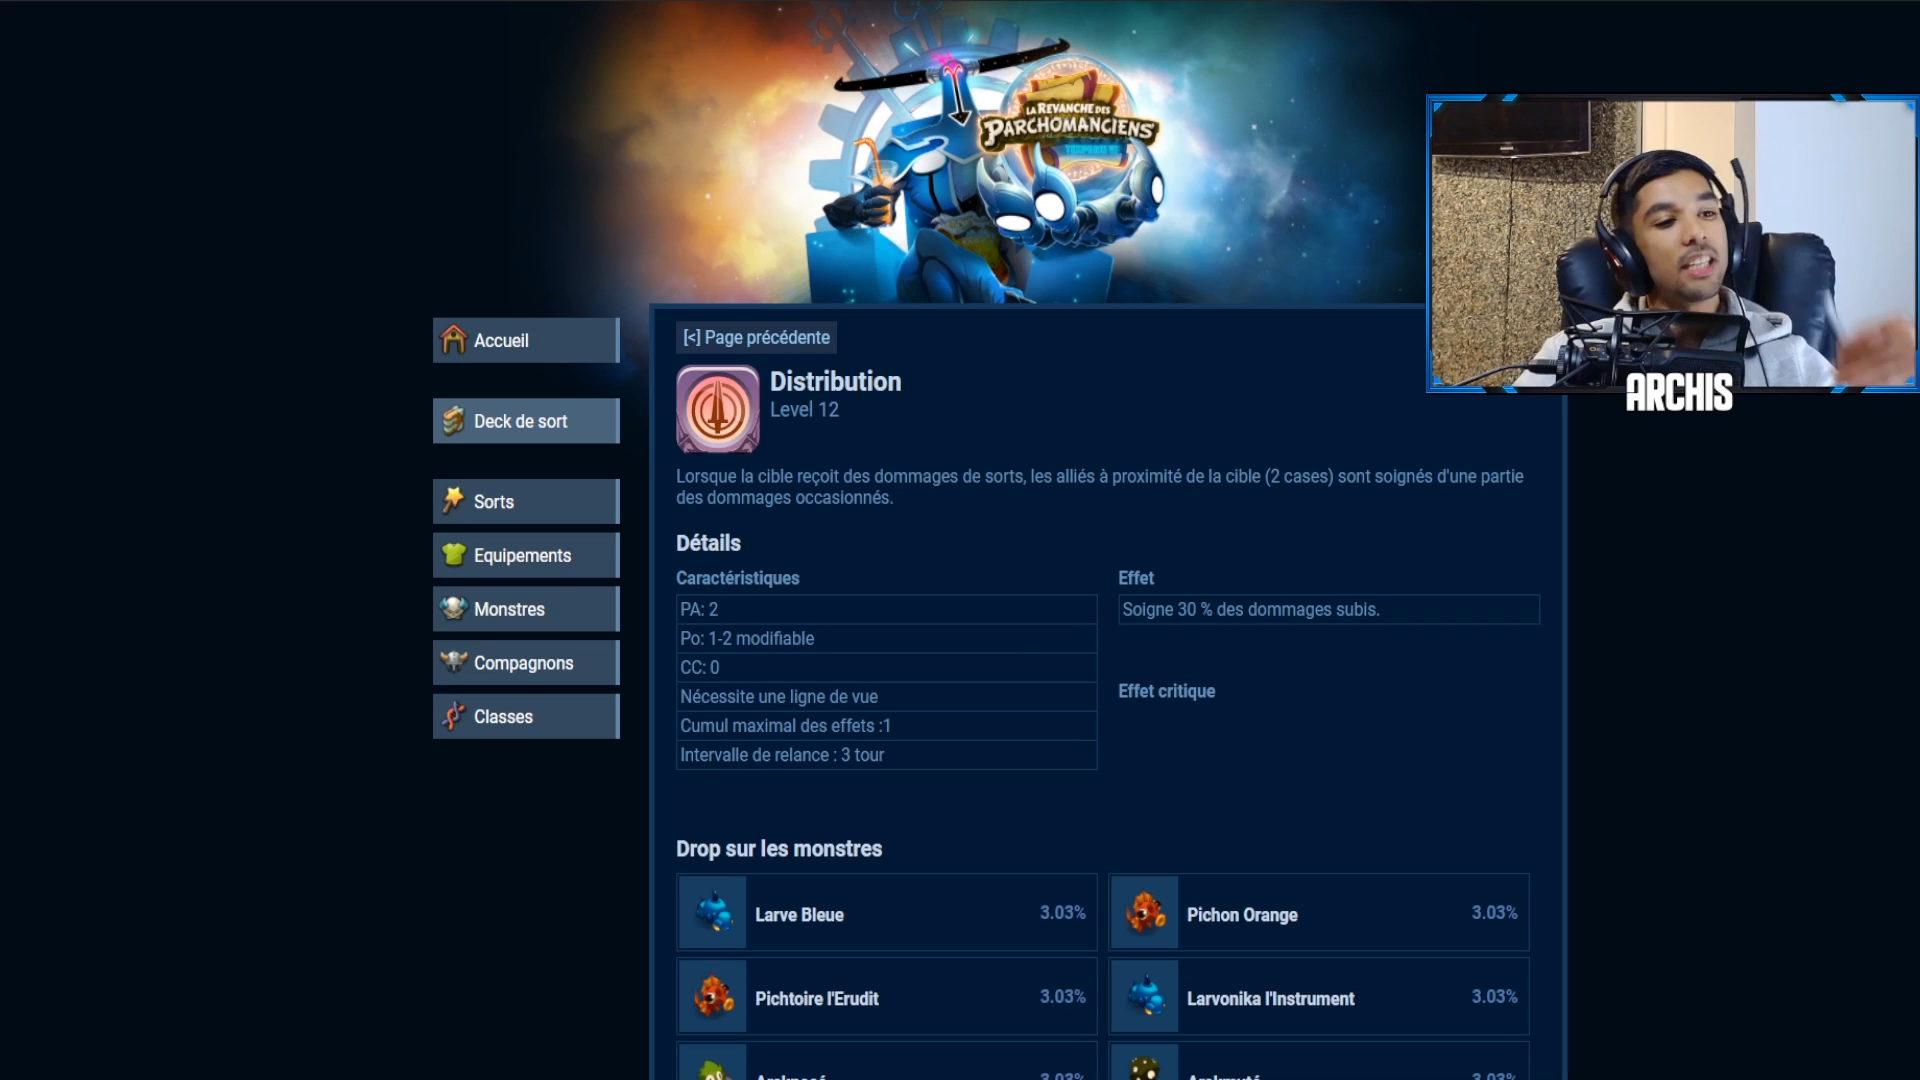 LA REVANCHE DES
PARCHOMANCIENS
ARCHIS
Accueil
Deck de sort
Sorts
Equipements
Monstres
Compagnons
Classes
[<] Page précédente
Distribution
Level 12
Lorsque la cible reçoit des dommages de sorts, les alliés à proximité de la cible (2 cases) sont soignés d'une partie
des dommages occasionnés.
Détails
Caractéristiques
PA: 2
Po: 1-2 modifiable
CC: 0
Nécessite une ligne de vue
Cumul maximal des effets :1
Intervalle de relance : 3 tour
Effet
Soigne 30 % des dommages subis.
Effet critique
Drop sur les monstres
Larve Bleue 3.03%
Pichon Orange 3.03%
Pichtoire l'Erudit 3.03%
Larvonika l'Instrument 3.03%
3.03%
3.03%